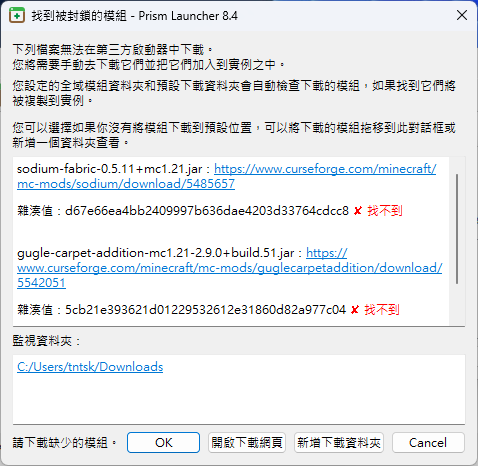 找到被封鎖的模組 - Prism Launcher 8.4
下列檔案無法在第三方啟動器中下載。
您將需要手動去下載它們並把它們加入到實例之中。
您設定的全域模組資料夾和預設下載資料夾會自動檢查下載的模組，如果找到它們將
被複製到實例。
您可以選擇如果你沒有將模組下載到預設位置，可以將下載的模組拖移到此對話框或
新增一個資料夾查看。
sodium-fabric-0.5.11+mc1.21.jar：https://www.curseforge.com/minecraft/
mc-mods/sodium/download/5485657
雜湊值：d67e66ea4bb2409997b636dae4203d33764cdcc8 ✘ 找不到
gugle-carpet-addition-mc1.21-2.9.0+build.51.jar：https://
www.curseforge.com/minecraft/mc-mods/guglecarpetaddition/download/
5542051
雜湊值：5cb21e393621d01229532612e31860d82a977c04 ✘ 找不到
監視資料夾：
C:/Users/tntsk/Downloads
請下載缺少的模組。 OK 開啟下載網頁 新增下載資料夾 Cancel